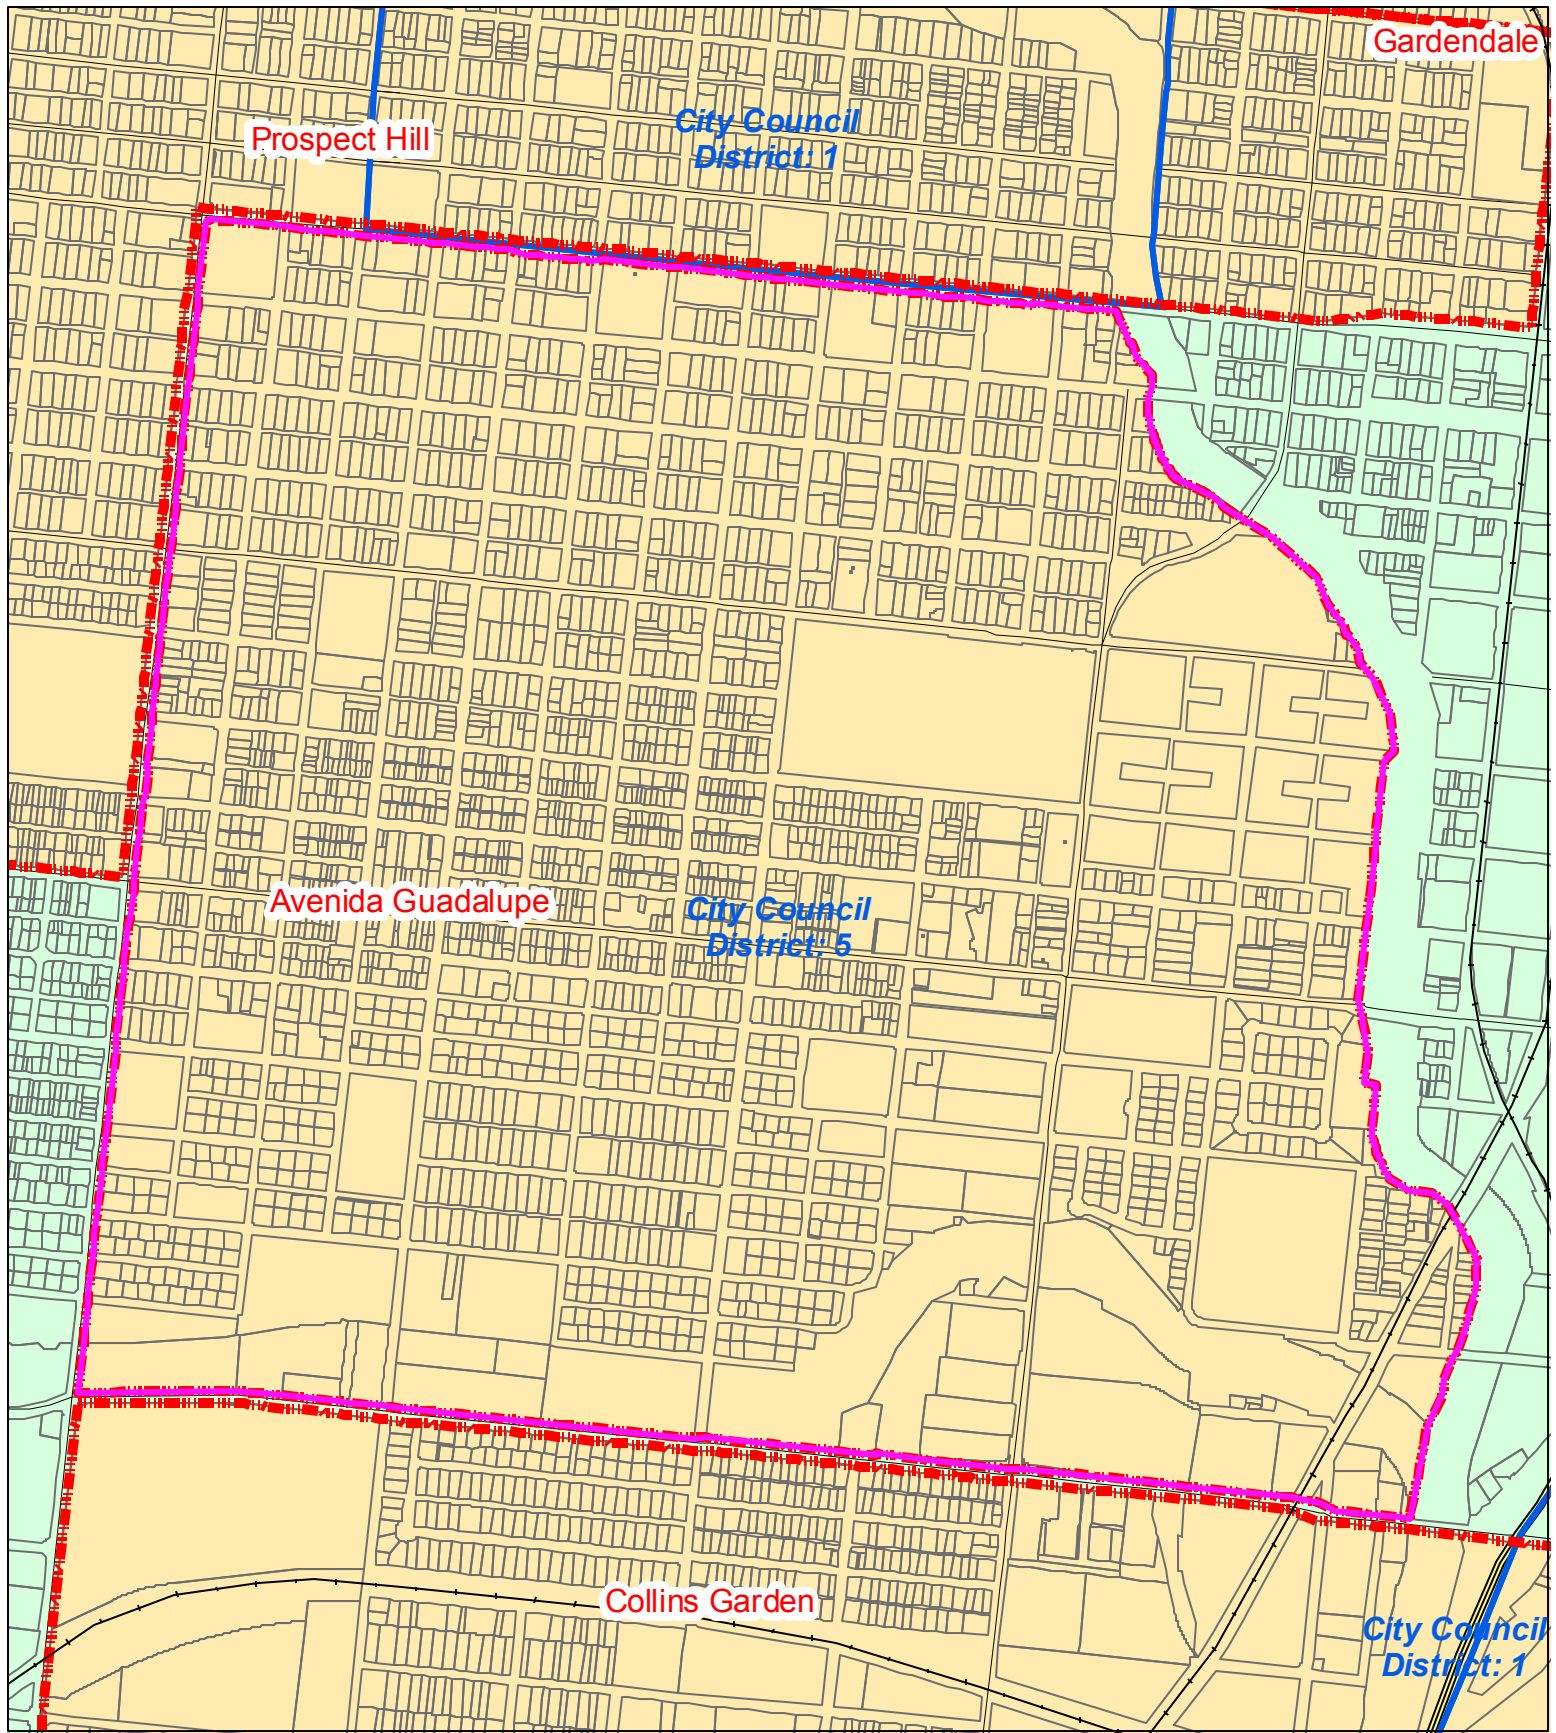 Gardendale
City Council
District: 1
Prospect Hill
Avenida Guadalupe
City Council
District: 5
Collins Garden
City Council
District: 1